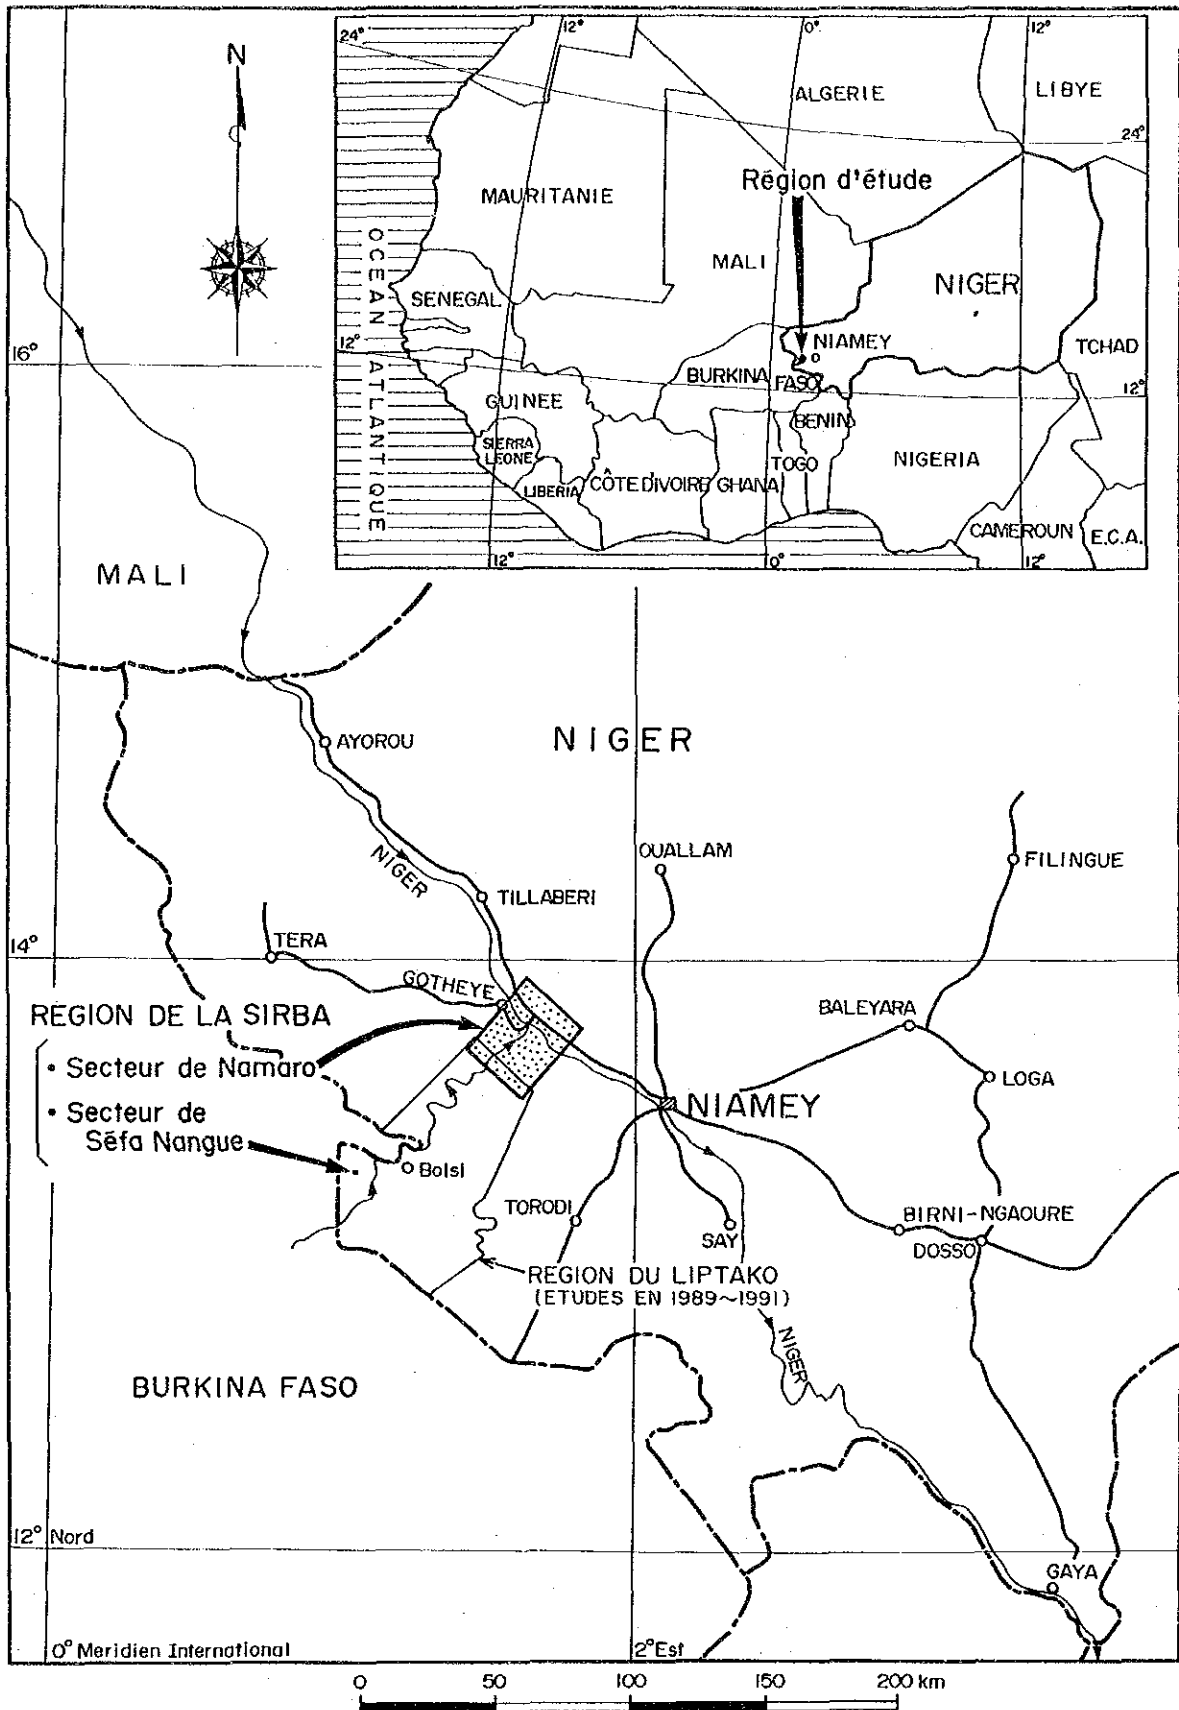 N
24°
12°
0°
12°
ALGERIE
LIBYE
24°
Région d'étude
MAURITANIE
OCEAN ATLANTIQUE
MALI
NIGER
SENEGAL
12°
NIAMEY
TCHAD
BURKINA FASO
12°
GUINEE
BENIN
SIERRA
LEONE
TOGO
NIGERIA
LIBERIA
CÔTE D'IVOIRE
GHANA
CAMEROUN
E.C.A.
12°
0°
12°
16°
MALI
NIGER
AYOROU
OUALLAM
FILINGUE
NIGER
TILLABERI
14°
TERA
GOTHEYE
BALEYARA
REGION DE LA SIRBA
• Secteur de Namaro
LOGA
NIAMEY
• Secteur de
Séfa Nangue
Bolsi
TORODI
SAY
BIRNI-NGAOURE
DOSSO
REGION DU LIPTAKO
(ETUDES EN 1989~1991)
NIGER
BURKINA FASO
12° Nord
GAYA
0° Meridien International
2° Est
0 50 100 150 200 km